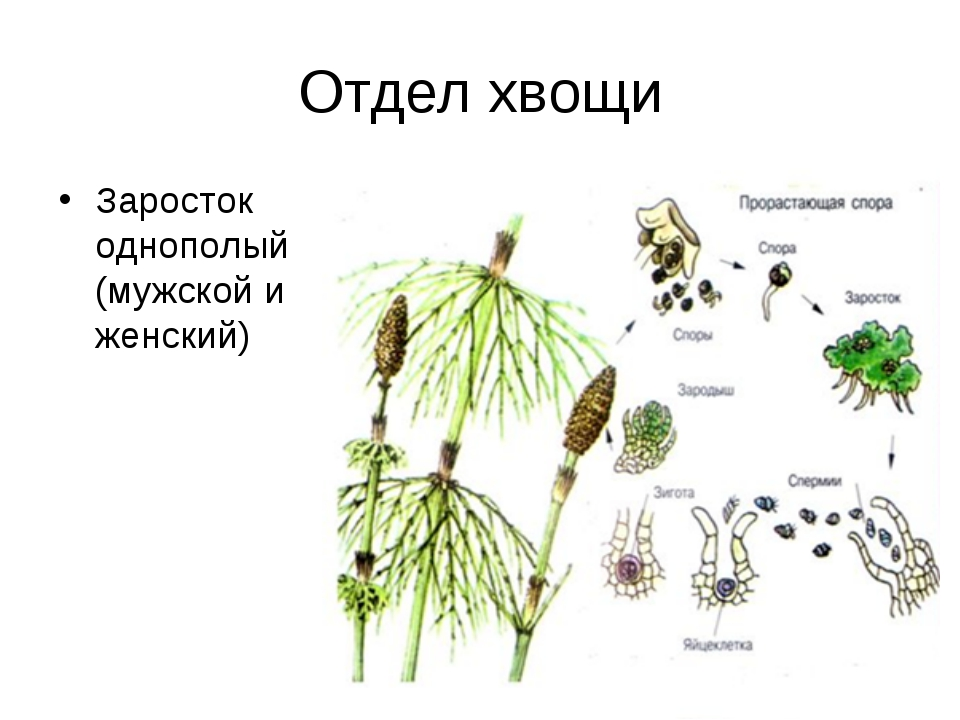 Отдел хвощи
• Заросток
однополый
(мужской и
женский)
Прорастающая спора
Спора
Заросток
Споры
Зародыш
Спермии
Зигота
Яйцеклетка